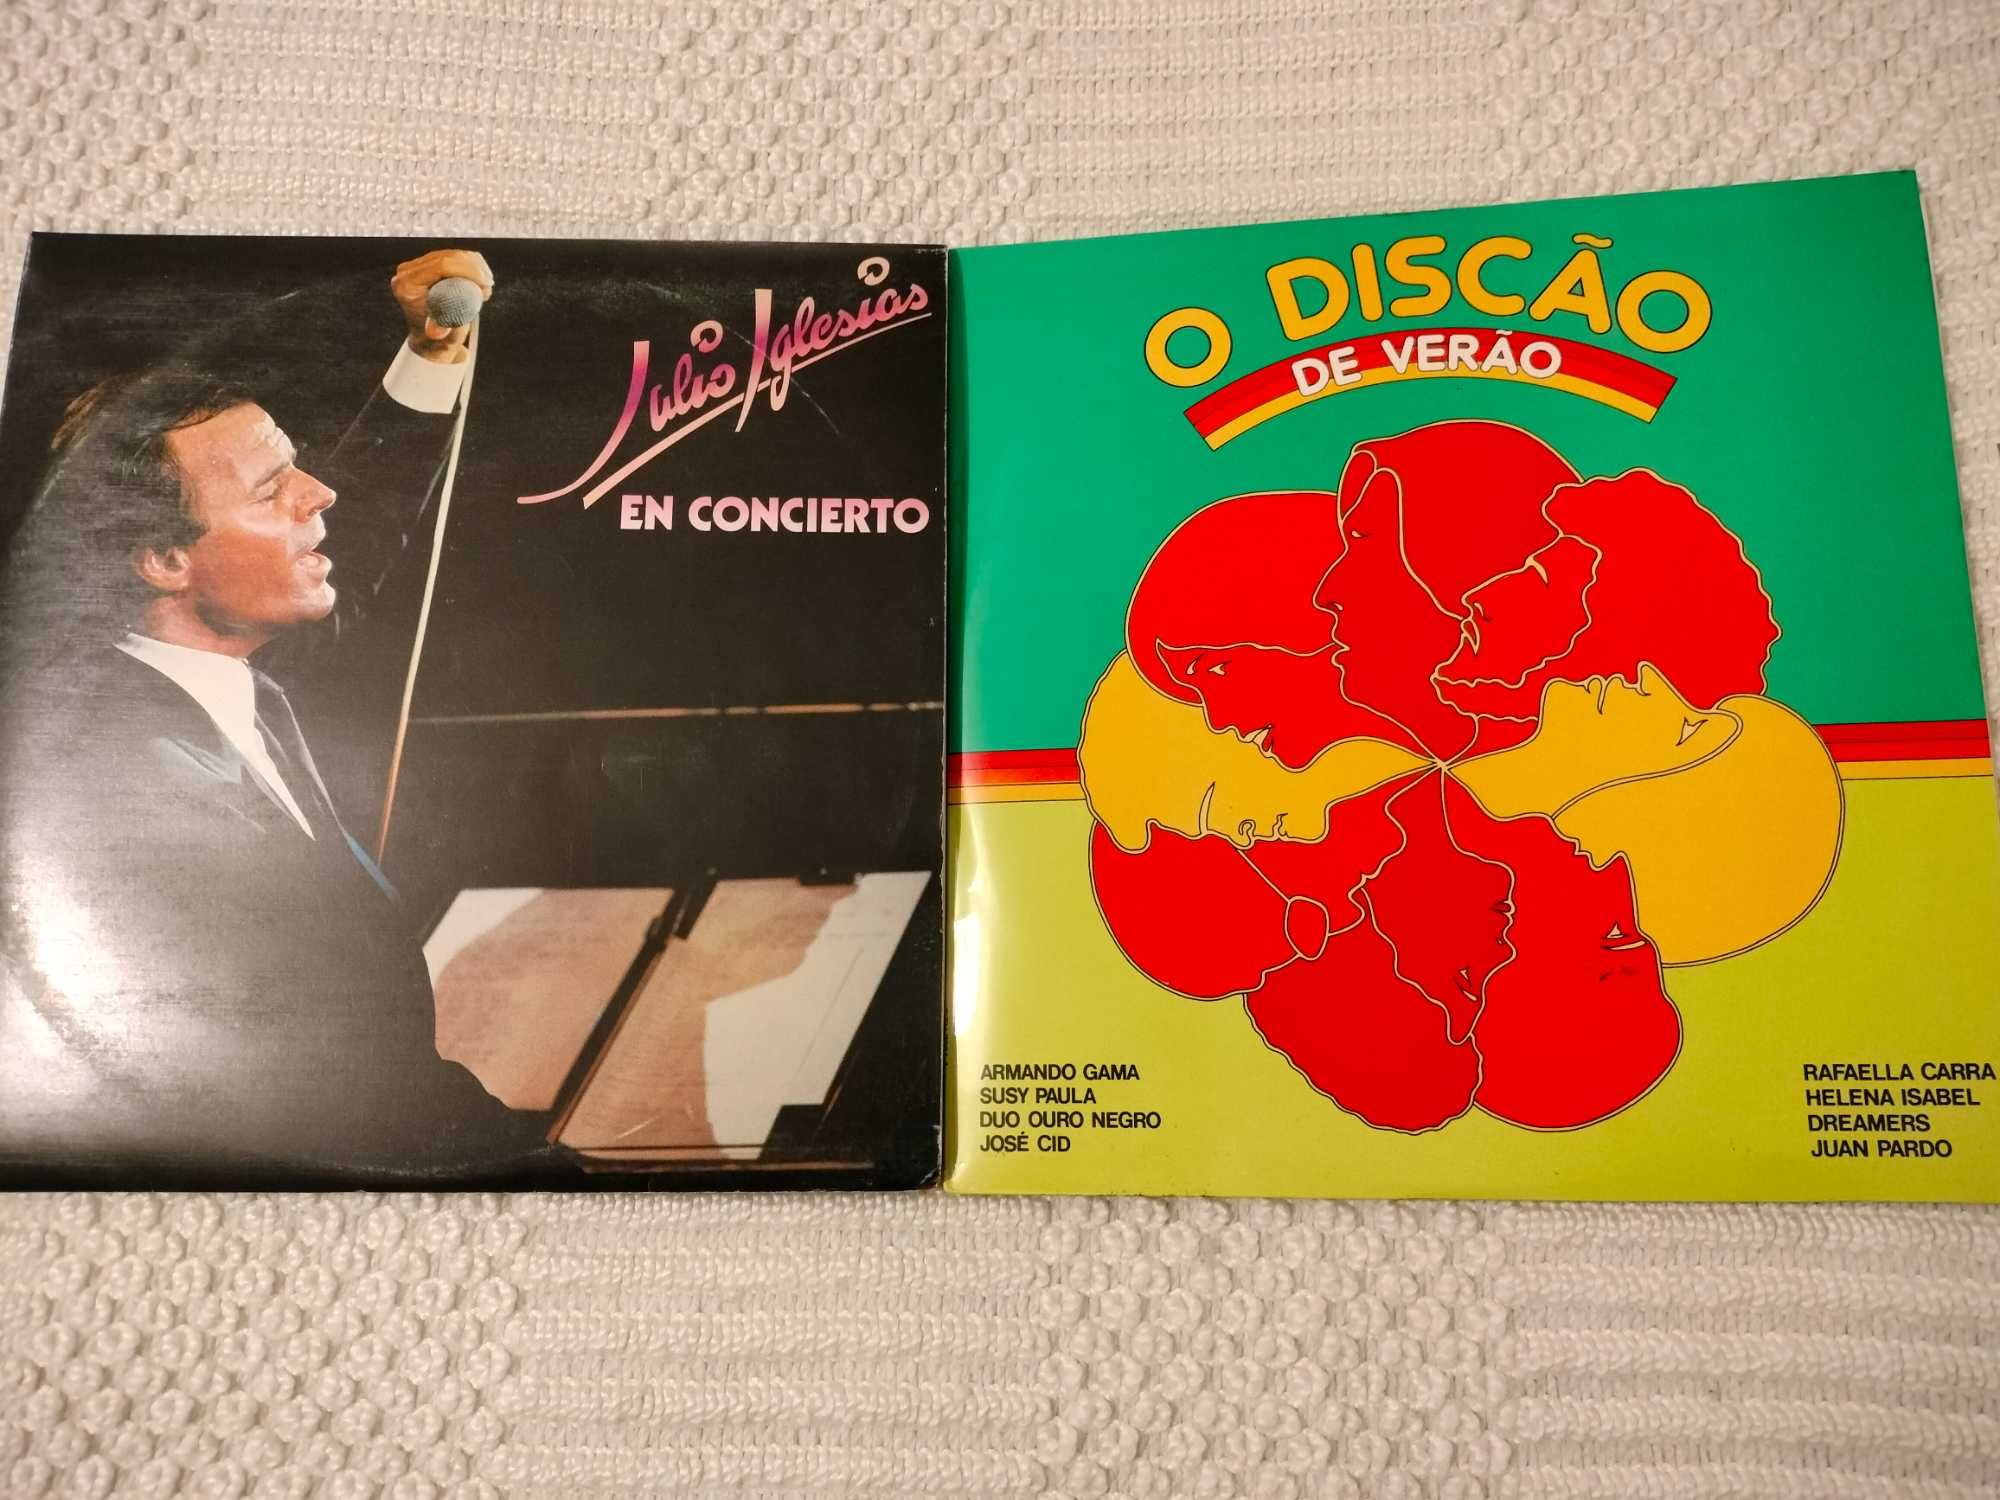 Julio Iglesias
EN CONCIERTO
O DISCÃO
DE VERÃO
ARMANDO GAMA
SUSY PAULA
DUO OURO NEGRO
JOSÉ CID
RAFAELLA CARRA
HELENA ISABEL
DREAMERS
JUAN PARDO